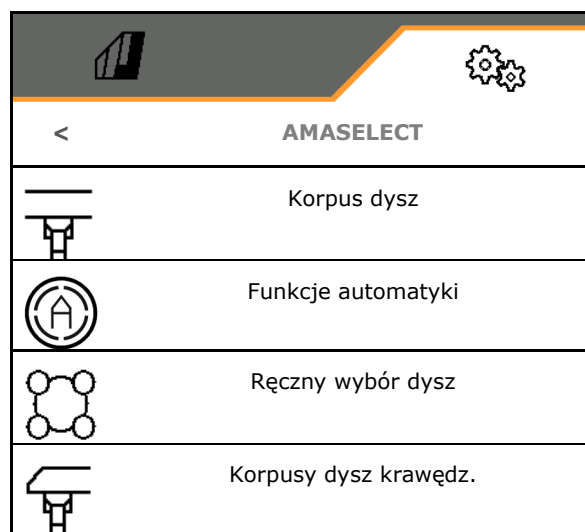 < AMASELECT
Korpus dysz
Funkcje automatyki
Ręczny wybór dysz
Korpusy dysz krawędz.